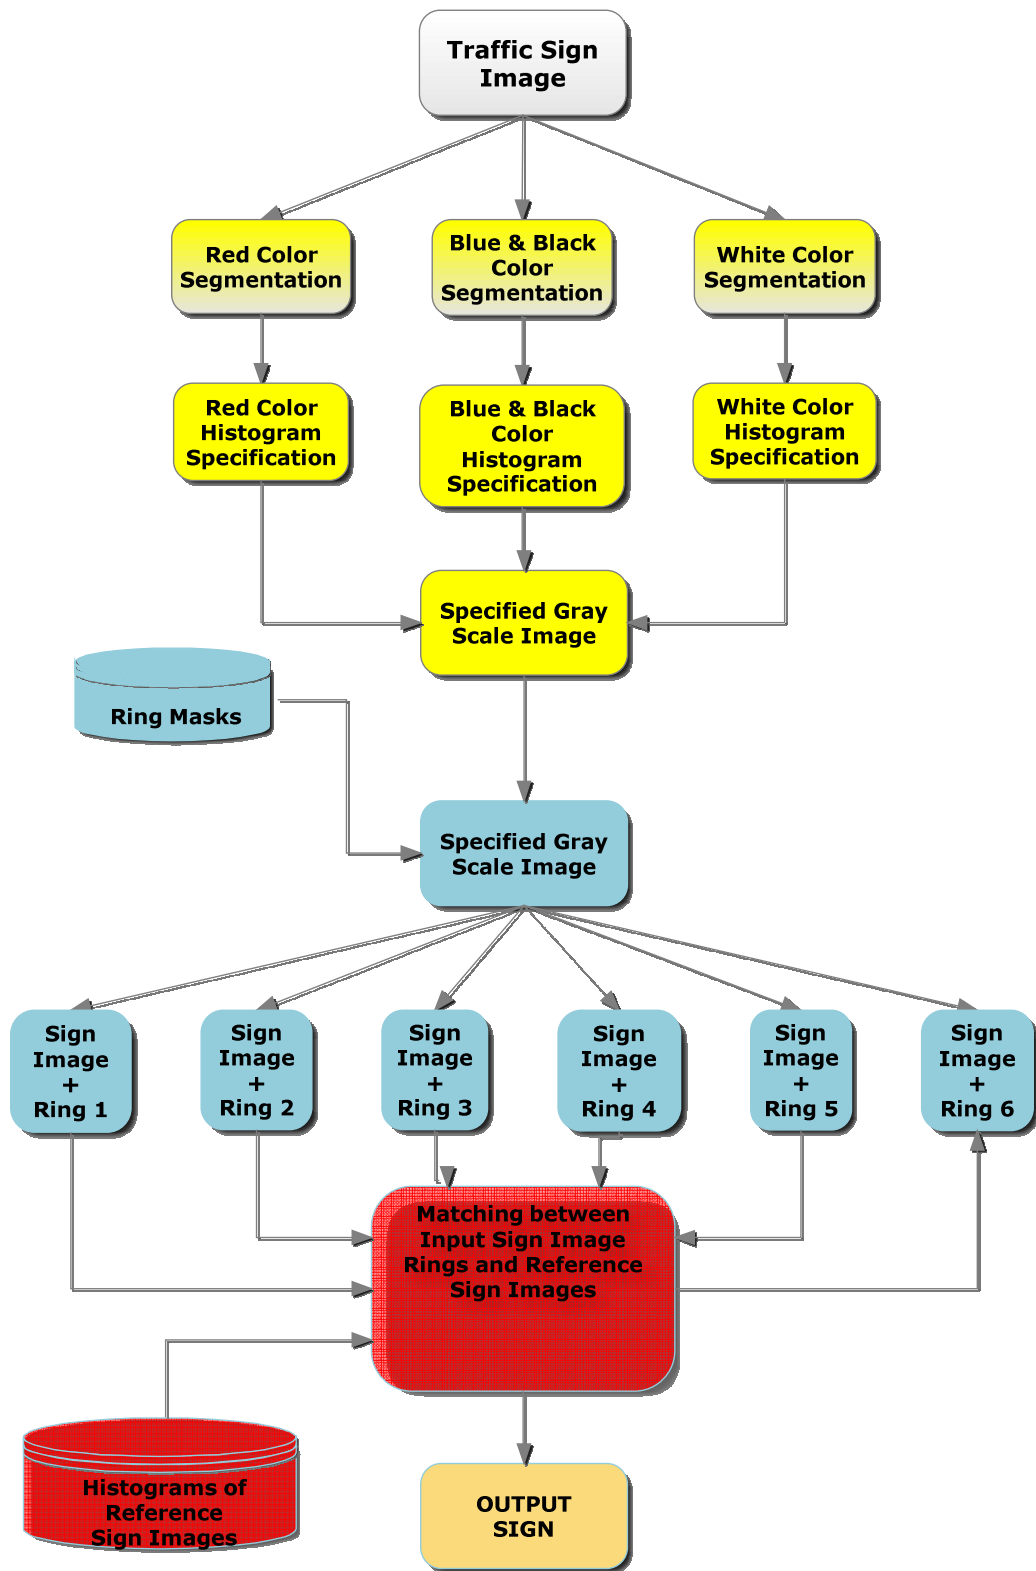 Traffic Sign
Image
Red Color
Segmentation
Blue & Black
Color
Segmentation
White Color
Segmentation
Red Color
Histogram
Specification
Blue & Black
Color
Histogram
Specification
White Color
Histogram
Specification
Specified Gray
Scale Image
Ring Masks
Specified Gray
Scale Image
Sign
Image
+
Ring 1
Sign
Image
+
Ring 2
Sign
Image
+
Ring 3
Sign
Image
+
Ring 4
Sign
Image
+
Ring 5
Sign
Image
+
Ring 6
Matching between
Input Sign Image
Rings and Reference
Sign Images
Histograms of
Reference
Sign Images
OUTPUT
SIGN